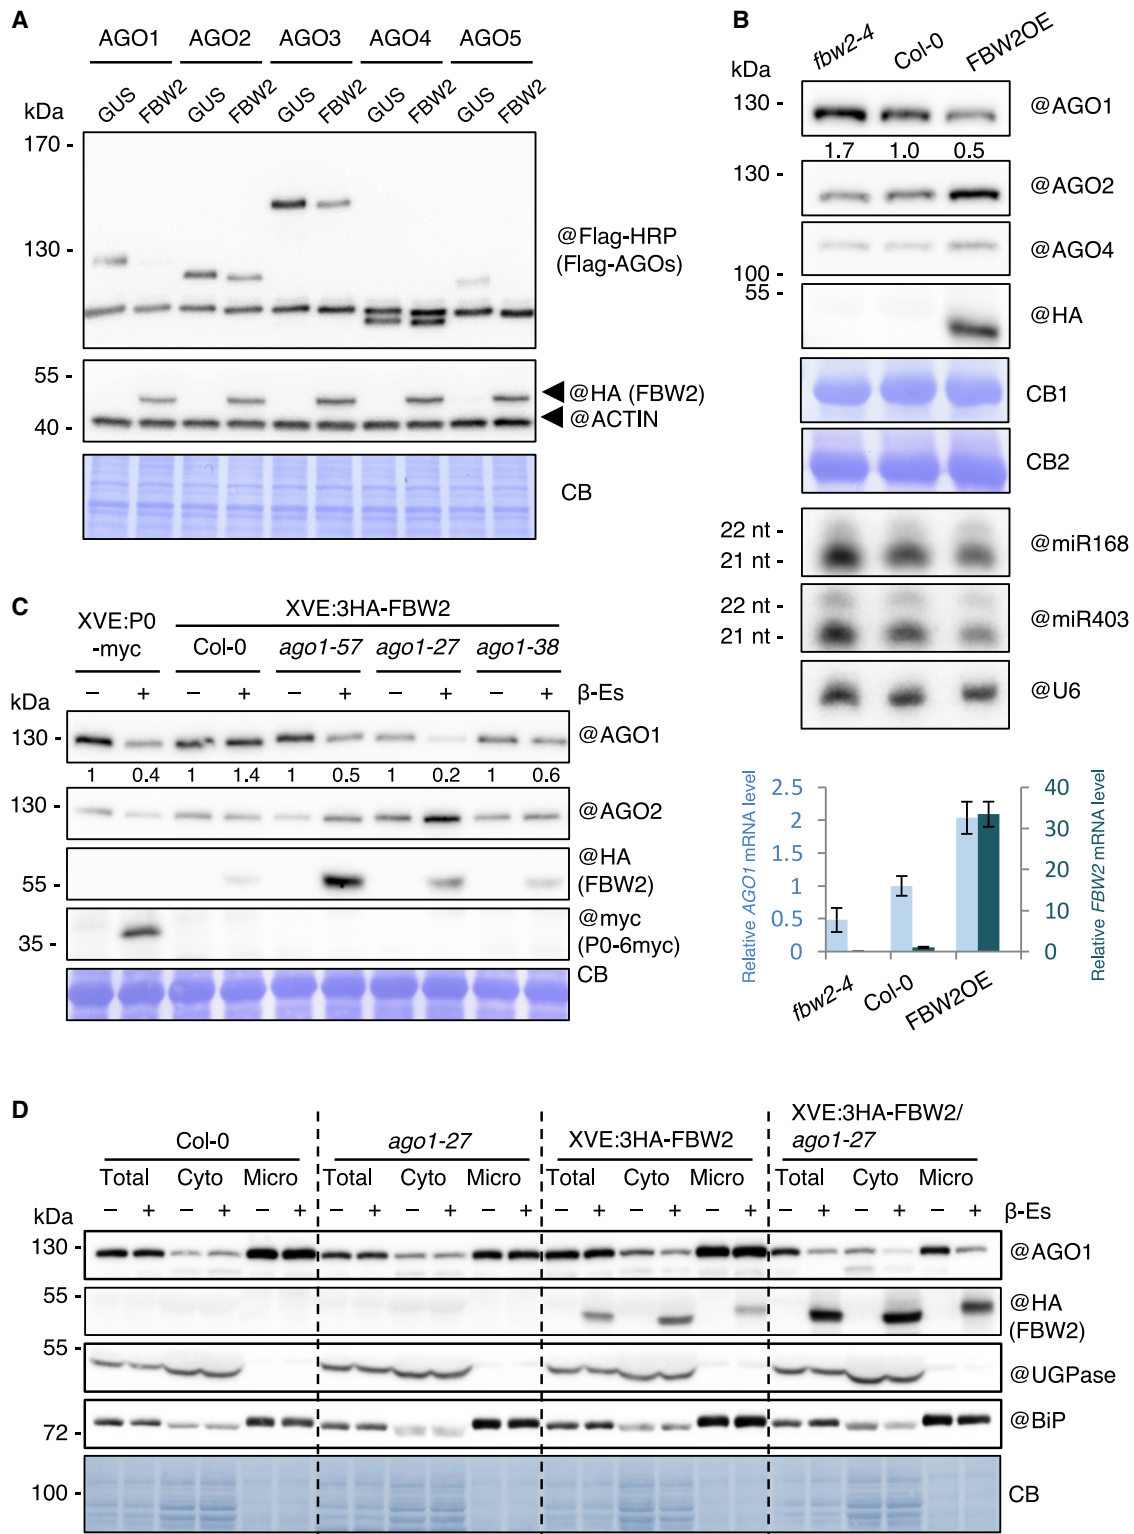 A
AGO1 AGO2 AGO3 AGO4 AGO5
GUS FBW2 GUS FBW2 GUS FBW2 GUS FBW2 GUS FBW2
kDa
170 -
130 -
@Flag-HRP
(Flag-AGOs)
55 -
40 -
@HA (FBW2)
@ACTIN
CB
B
fbw2-4 Col-0 FBW2OE
kDa
130 - @AGO1
1.7 1.0 0.5
130 - @AGO2
@AGO4
100 -
55 -
@HA
CB1
CB2
22 nt -
21 nt -
@miR168
22 nt -
21 nt -
@miR403
@U6
Relative AGO1 mRNA level
2.5
2
1.5
1
0.5
0
40
30
20
10
0
Relative FBW2 mRNA level
fbw2-4 Col-0 FBW2OE
C
XVE:P0
-myc
XVE:3HA-FBW2
Col-0 ago1-57 ago1-27 ago1-38
– + – + – + – + – + β-Es
kDa
130 - @AGO1
1 0.4 1 1.4 1 0.5 1 0.2 1 0.6
130 - @AGO2
55 - @HA
(FBW2)
35 - @myc
(P0-6myc)
CB
D
Col-0 ago1-27 XVE:3HA-FBW2 XVE:3HA-FBW2/
ago1-27
Total Cyto Micro Total Cyto Micro Total Cyto Micro Total Cyto Micro
– + – + – + – + – + – + – + – + – + – + – + – + β-Es
kDa
130 - @AGO1
55 - @HA
(FBW2)
55 - @UGPase
72 - @BiP
100 - CB